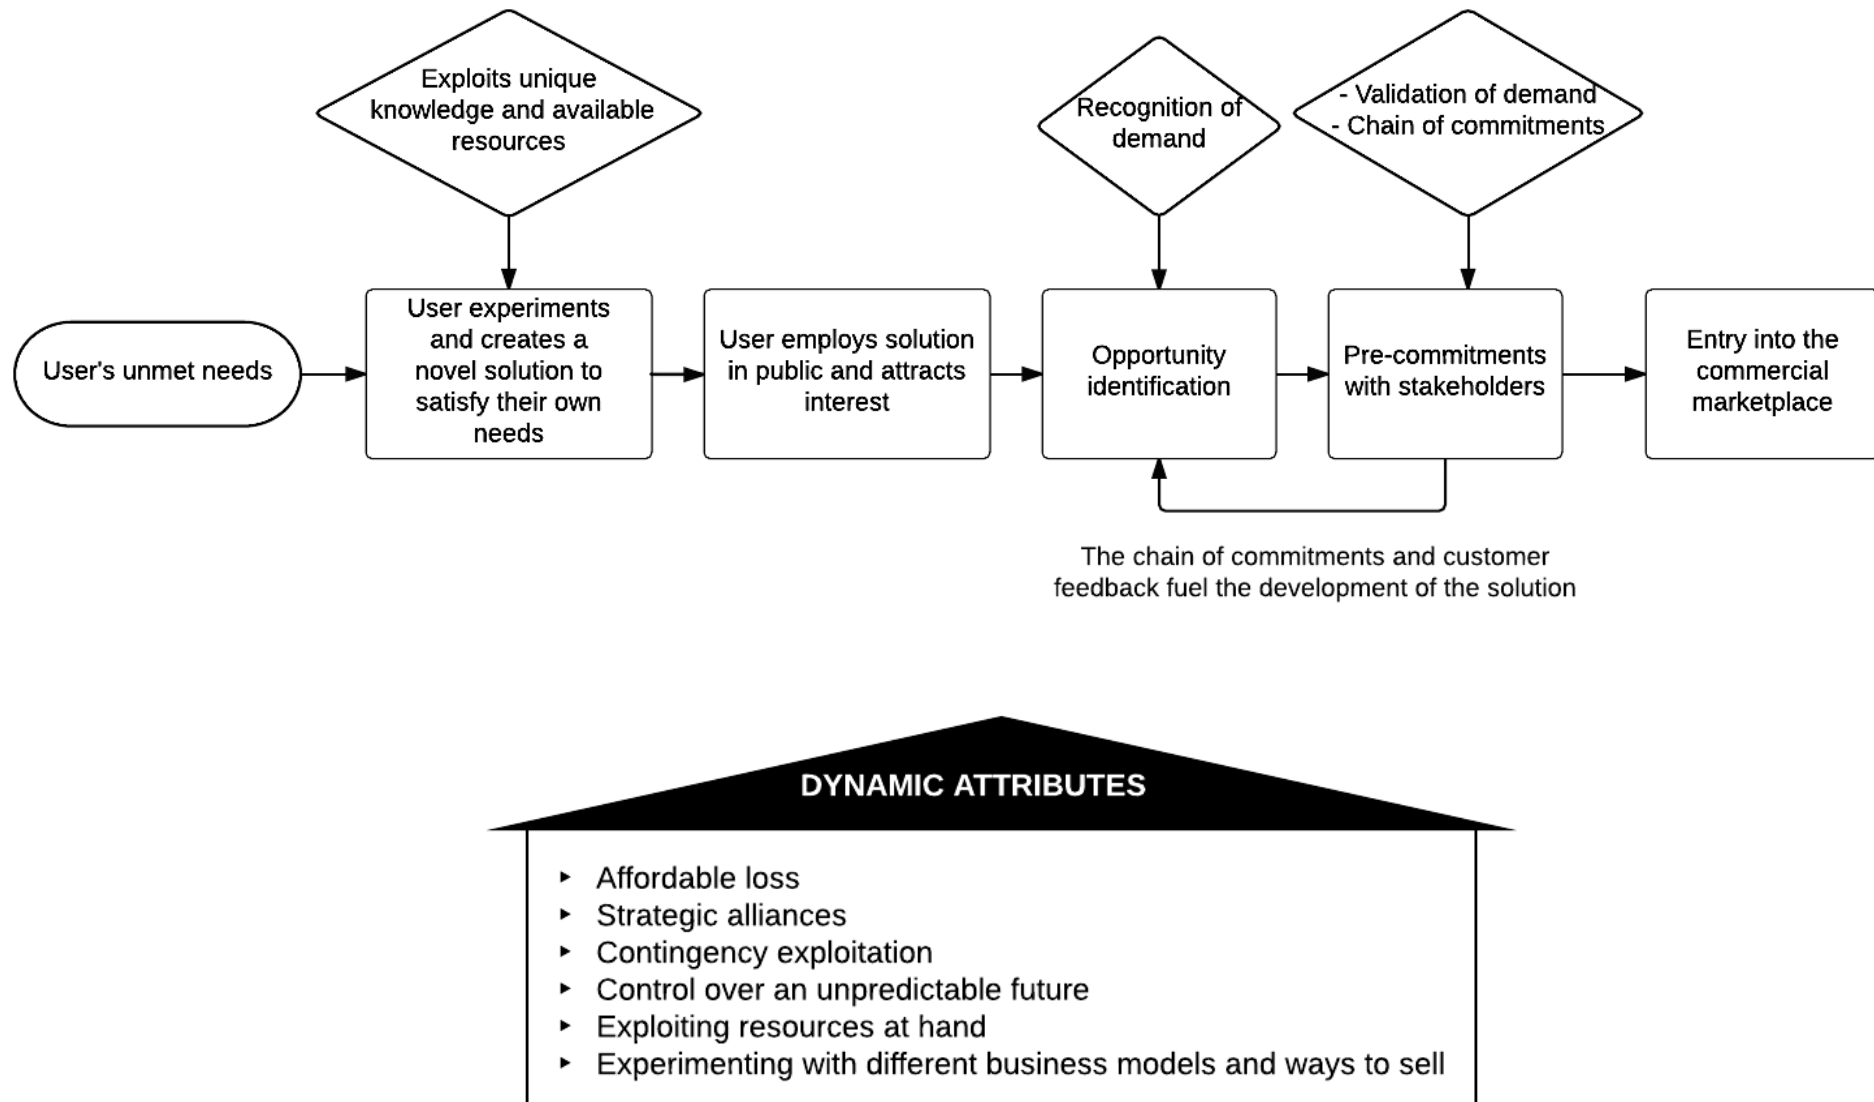 Exploits unique
knowledge and available
resources
Recognition of
demand
- Validation of demand
- Chain of commitments
User's unmet needs
User experiments
and creates a
novel solution to
satisfy their own
needs
User employs solution
in public and attracts
interest
Opportunity
identification
Pre-commitments
with stakeholders
Entry into the
commercial
marketplace
The chain of commitments and customer
feedback fuel the development of the solution
DYNAMIC ATTRIBUTES
‣ Affordable loss
‣ Strategic alliances
‣ Contingency exploitation
‣ Control over an unpredictable future
‣ Exploiting resources at hand
‣ Experimenting with different business models and ways to sell